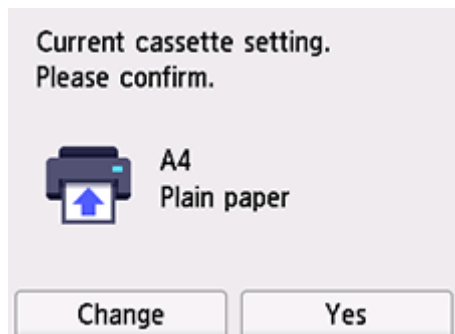 Current cassette setting.
Please confirm.
A4
Plain paper
Change
Yes